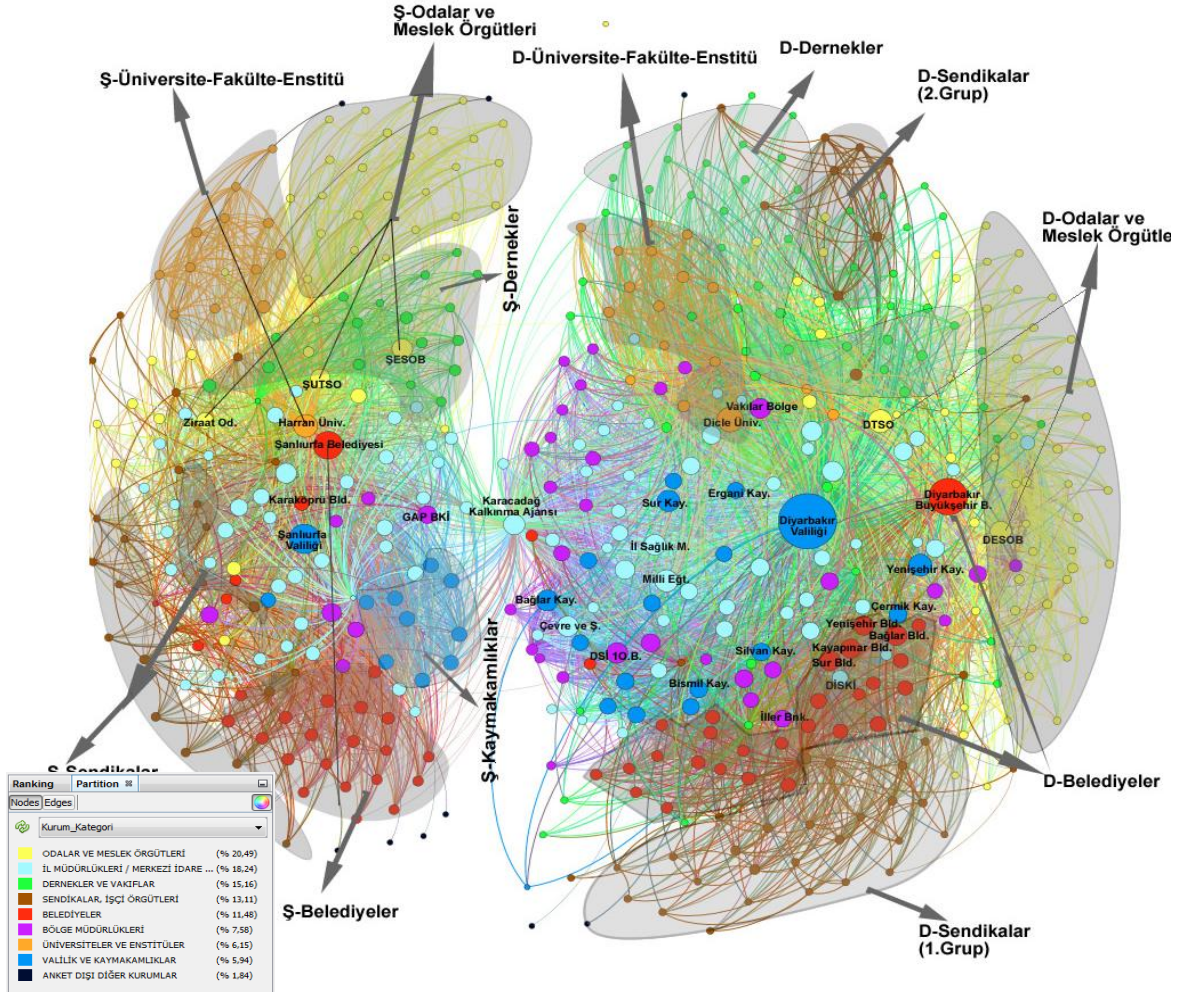 Ş-Odalar ve
Meslek Örgütleri
Ş-Üniversite-Fakülte-Enstitü
D-Üniversite-Fakülte-Enstitü
D-Dernekler
D-Sendikalar
(2.Grup)
Ş-Dernekler
D-Odalar ve
Meslek Örgütle
ŞESOB
ŞUTSO
Ziraat Od.
Harran Üniv.
Şanlıurfa Belediyesi
Vakılar Bölge
Dicle Üniv.
DTSO
Karaköprü Bld.
GAP BKİ
Karacadağ
Kalkınma Ajansı
Sur Kay.
Ergani Kay.
Diyarbakır
Valiliği
Diyarbakır
Büyükşehir B.
Şanlıurfa
Valiliği
İl Sağlık M.
DESOB
Milli Eğt.
Yenişehir Kay.
Bağlar Kay.
Çermik Kay.
Çevre ve Ş.
Yenişehir Bld.
Bağlar Bld.
Kayapınar Bld.
DSİ 1O.B.
Silvan Kay.
Sur Bld.
Bismil Kay.
DİSKİ
İller Bnk.
Ş-Kaymakamlıklar
Ş-Sendikalar
D-Belediyeler
Ş-Belediyeler
D-Sendikalar
(1.Grup)
Ranking Partition
Nodes Edges
Kurum_Kategori
ODALAR VE MESLEK ÖRGÜTLERİ (% 20,49)
İL MÜDÜRLÜKLERİ / MERKEZİ İDARE ... (% 18,24)
DERNEKLER VE VAKIFLAR (% 15,16)
SENDİKALAR, İŞÇİ ÖRGÜTLERİ (% 13,11)
BELEDİYELER (% 11,48)
BÖLGE MÜDÜRLÜKLERİ (% 7,58)
ÜNİVERSİTELER VE ENSTİTÜLER (% 6,15)
VALİLİK VE KAYMAKAMLIKLAR (% 5,94)
ANKET DIŞI DİĞER KURUMLAR (% 1,84)